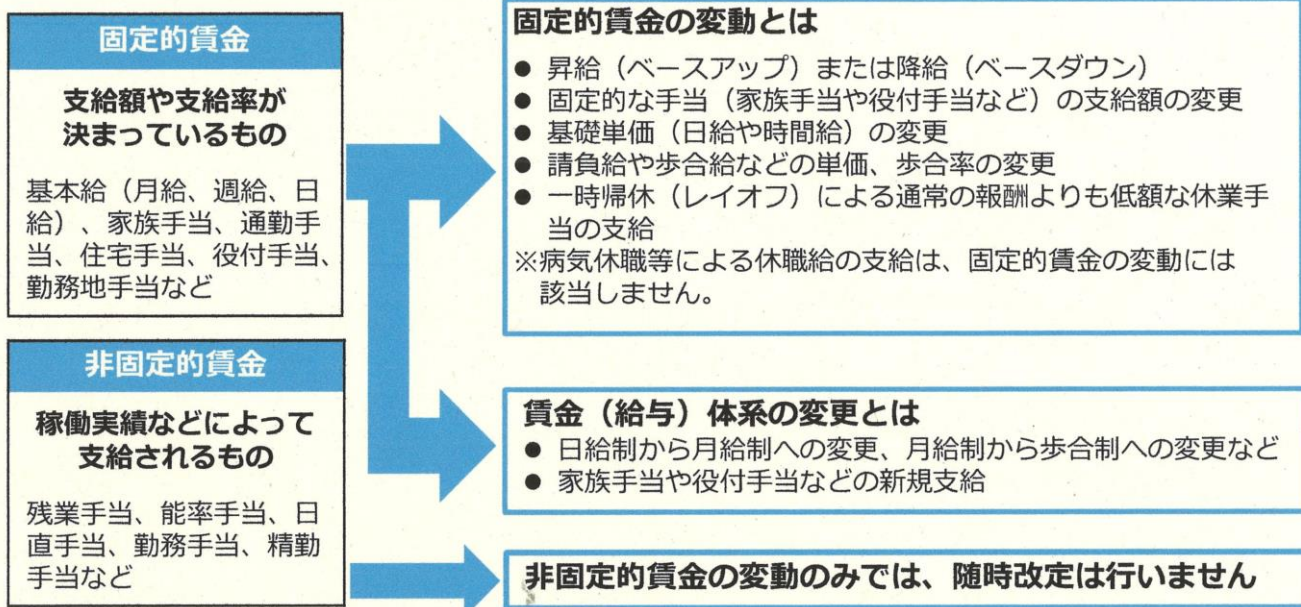 固定的賃金
支給額や支給率が
決まっているもの
基本給（月給、週給、日
給）、家族手当、通勤手
当、住宅手当、役付手当、
勤務地手当など
非固定的賃金
稼働実績などによって
支給されるもの
残業手当、能率手当、日
直手当、勤務手当、精勤
手当など
固定的賃金の変動とは
● 昇給（ベースアップ）または降給（ベースダウン）
● 固定的な手当（家族手当や役付手当など）の支給額の変更
● 基礎単価（日給や時間給）の変更
● 請負給や歩合給などの単価、歩合率の変更
● 一時帰休（レイオフ）による通常の報酬よりも低額な休業手
当の支給
※病気休職等による休職給の支給は、固定的賃金の変動には
該当しません。
賃金（給与）体系の変更とは
● 日給制から月給制への変更、月給制から歩合制への変更など
● 家族手当や役付手当などの新規支給
非固定的賃金の変動のみでは、随時改定は行いません